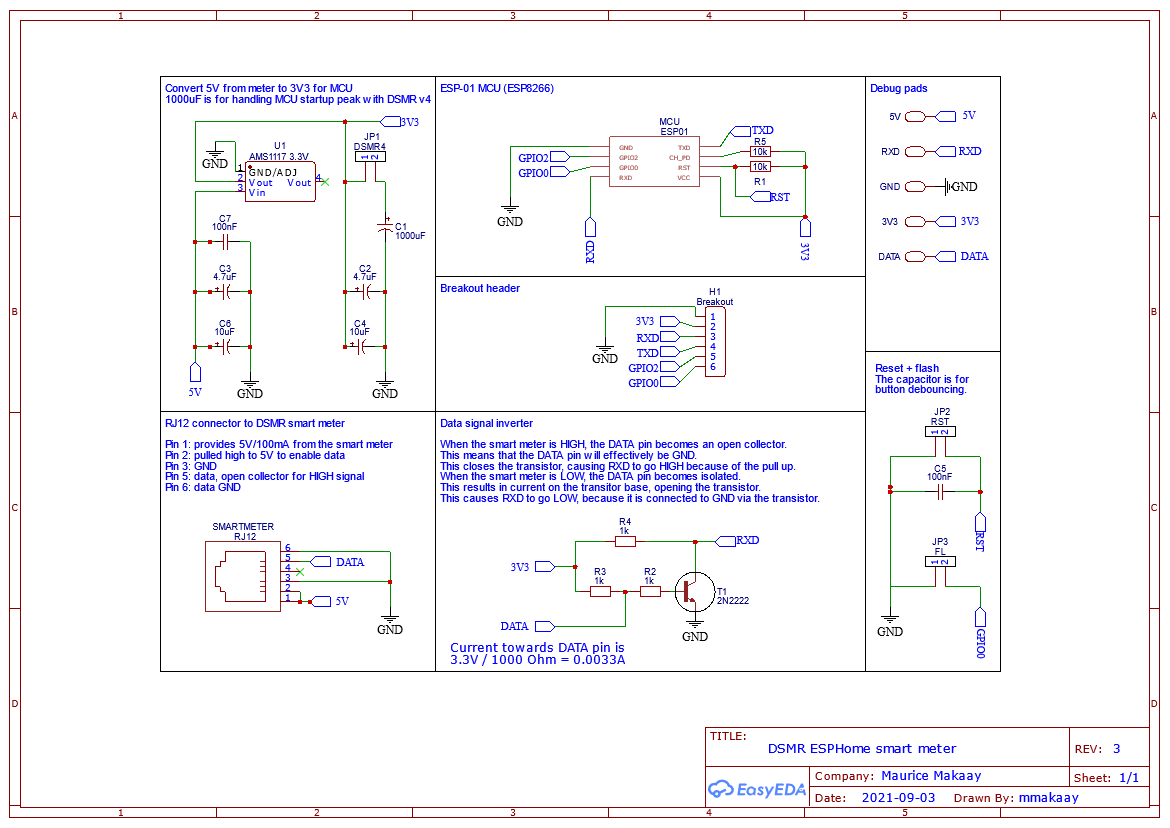 1 2 3 4 5
A
B
C
D
A
B
C
D
Convert 5V from meter to 3V3 for MCU
1000uF is for handling MCU startup peak with DSMR v4
3V3
JP1
DSMR4
1 2
GND
U1
AMS1117 3.3V
1 GND/ADJ
2 Vout Vout 4
3 Vin
C7
100nF
C1
1000uF
C3
4.7uF
C2
4.7uF
C6
10uF
C4
10uF
5V
GND
GND
ESP-01 MCU (ESP8266)
MCU
ESP01
GND TXD
GPIO2 CH_PD
GPIO0 RST
RXD VCC
GPIO2
GPIO0
TXD
R5
10k
10k
R1
RST
GND
RXD
3V3
Debug pads
5V 5V
RXD RXD
GND GND
3V3 3V3
DATA DATA
Breakout header
H1
Breakout
1
2
3
4
5
6
3V3
RXD
TXD
GPIO2
GPIO0
GND
Reset + flash
The capacitor is for
button debouncing.
JP2
RST
1 2
C5
100nF
RST
JP3
FL
1 2
GND
GPIO0
RJ12 connector to DSMR smart meter
Pin 1: provides 5V/100mA from the smart meter
Pin 2: pulled high to 5V to enable data
Pin 3: GND
Pin 5: data, open collector for HIGH signal
Pin 6: data GND
SMARTMETER
RJ12
6
5
4
3
2
1
DATA
5V
GND
Data signal inverter
When the smart meter is HIGH, the DATA pin becomes an open collector.
This means that the DATA pin will effectively be GND.
This closes the transistor, causing RXD to go HIGH because of the pull up.
When the smart meter is LOW, the DATA pin becomes isolated.
This results in current on the transitor base, opening the transistor.
This causes RXD to go LOW, because it is connected to GND via the transistor.
R4
1k
RXD
3V3
R3
1k
R2
1k
T1
2N2222
DATA
GND
Current towards DATA pin is
3.3V / 1000 Ohm = 0.0033A
TITLE:
DSMR ESPHome smart meter
REV: 3
EasyEDA
Company: Maurice Makaay
Sheet: 1/1
Date: 2021-09-03 Drawn By: mmakaay
1 2 3 4 5